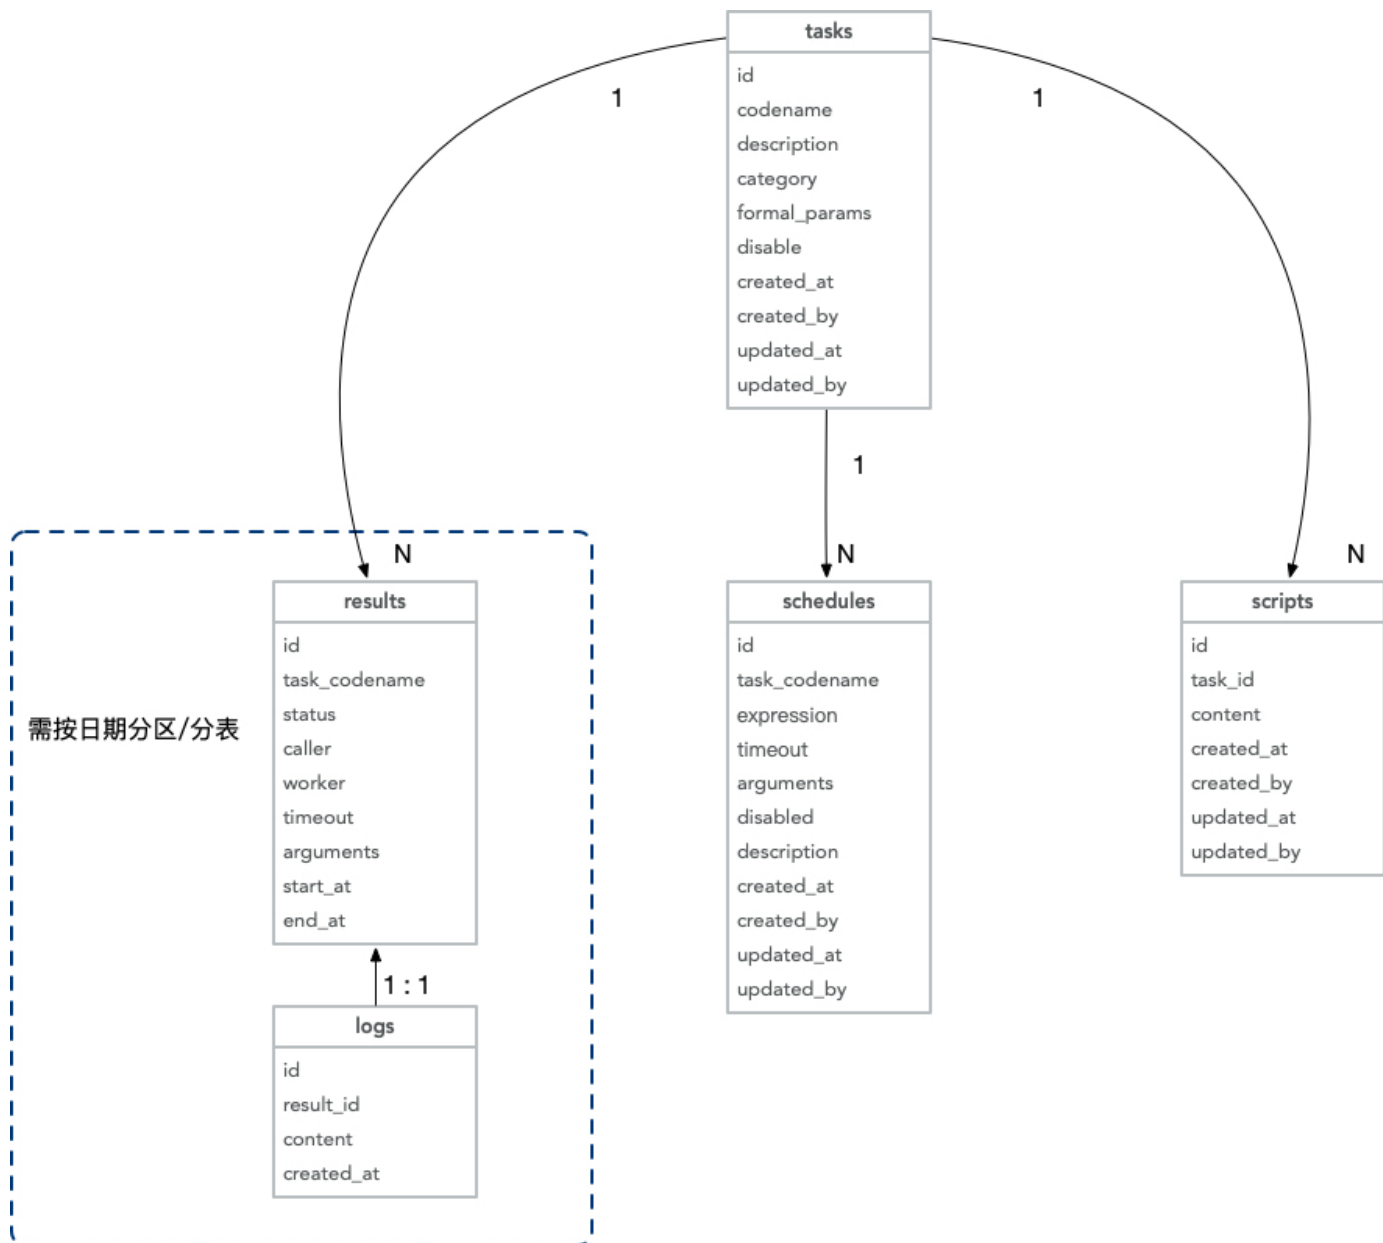 tasks
id
codename
description
category
formal_params
disable
created_at
created_by
updated_at
updated_by
1
1
1
N
N
N
需按日期分区/分表
results
id
task_codename
status
caller
worker
timeout
arguments
start_at
end_at
1 : 1
logs
id
result_id
content
created_at
schedules
id
task_codename
expression
timeout
arguments
disabled
description
created_at
created_by
updated_at
updated_by
scripts
id
task_id
content
created_at
created_by
updated_at
updated_by